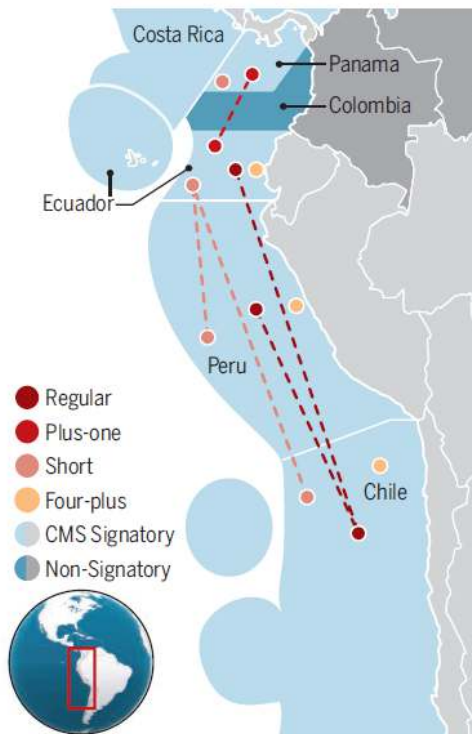 Costa Rica
Panama
Colombia
Ecuador
Peru
Regular
Plus-one
Short
Four-plus
Chile
CMS Signatory
Non-Signatory